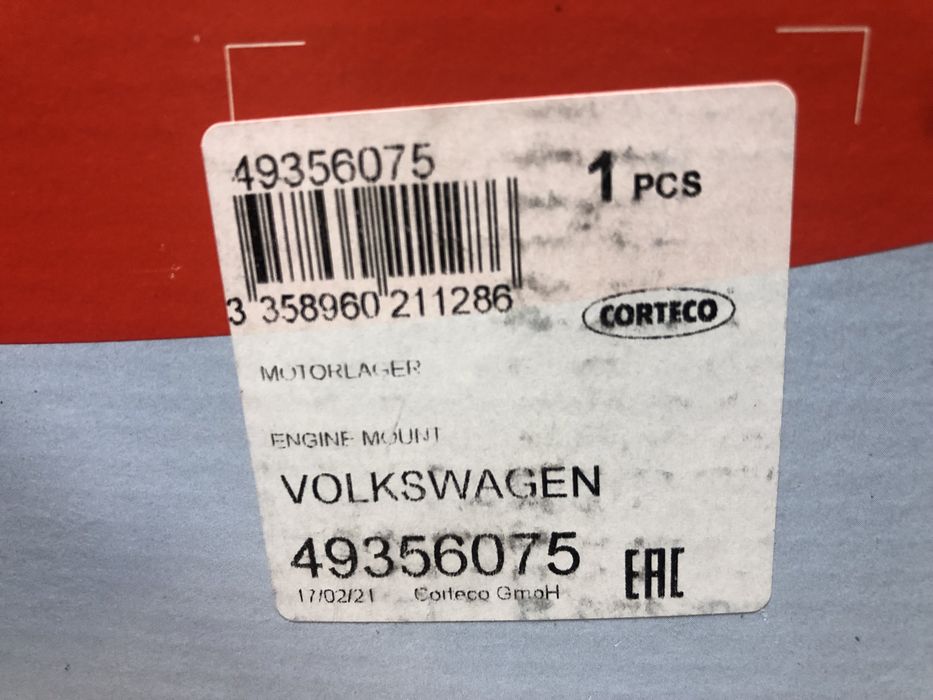 49356075
1 PCS
3 358960 211286
CORTECO
MOTORLAGER
ENGINE MOUNT
VOLKSWAGEN
49356075
EAC
17/02/21 Corteco GmbH